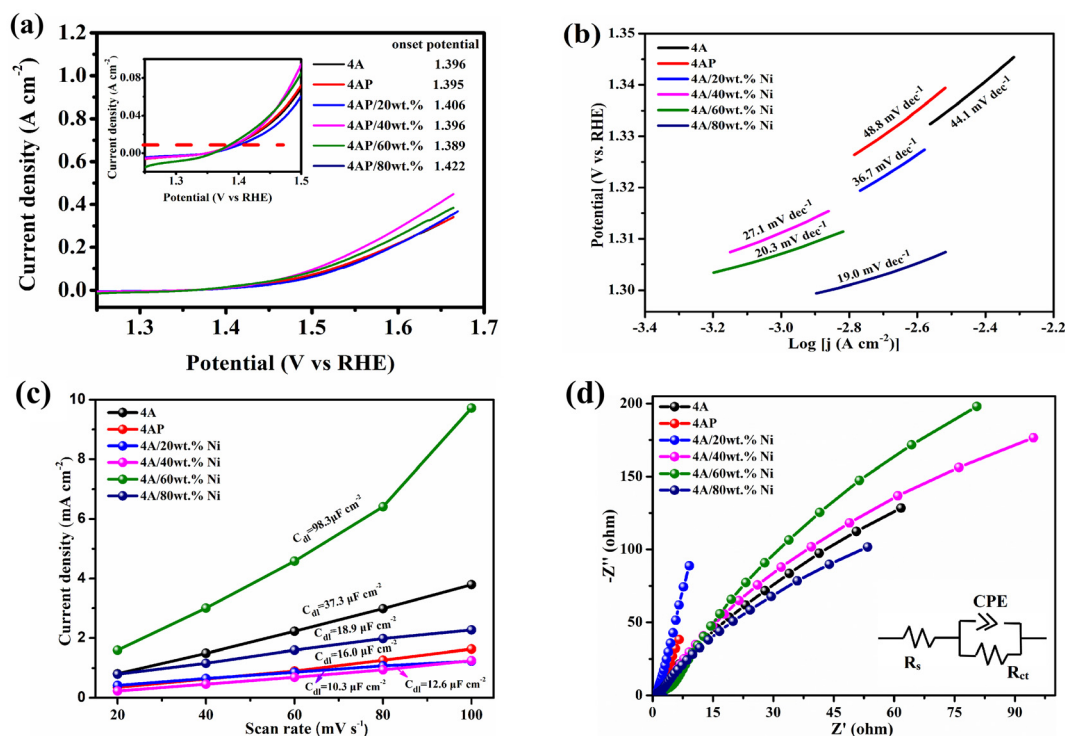 (a)
1.2
1.0
0.8
0.6
0.4
0.2
0.0
Current density (A cm⁻²)
1.3 1.4 1.5 1.6 1.7
Potential (V vs RHE)
onset potential
4A 1.396
4AP 1.395
4AP/20wt.% 1.406
4AP/40wt.% 1.396
4AP/60wt.% 1.389
4AP/80wt.% 1.422
0.08
0.04
0.00
Current density (A cm⁻²)
1.3 1.4 1.5
Potential (V vs RHE)
(b)
1.35
1.34
1.33
1.32
1.31
1.30
Potential (V vs. RHE)
-3.4 -3.2 -3.0 -2.8 -2.6 -2.4 -2.2
Log [j (A cm⁻²)]
4A
4AP
4A/20wt.% Ni
4A/40wt.% Ni
4A/60wt.% Ni
4A/80wt.% Ni
48.8 mV dec⁻¹
44.1 mV dec⁻¹
36.7 mV dec⁻¹
27.1 mV dec⁻¹
20.3 mV dec⁻¹
19.0 mV dec⁻¹
(c)
10
8
6
4
2
0
Current density (mA cm⁻²)
20 40 60 80 100
Scan rate (mV s⁻¹)
4A
4AP
4A/20wt.% Ni
4A/40wt.% Ni
4A/60wt.% Ni
4A/80wt.% Ni
C_dl=98.3µF cm⁻²
C_dl=37.3 µF cm⁻²
C_dl=18.9 µF cm⁻²
C_dl=16.0 µF cm⁻²
C_dl=10.3 µF cm⁻²
C_dl=12.6 µF cm⁻²
(d)
200
150
100
50
0
-Z'' (ohm)
0 15 30 45 60 75 90
Z' (ohm)
4A
4AP
4A/20wt.% Ni
4A/40wt.% Ni
4A/60wt.% Ni
4A/80wt.% Ni
CPE
R_s
R_ct